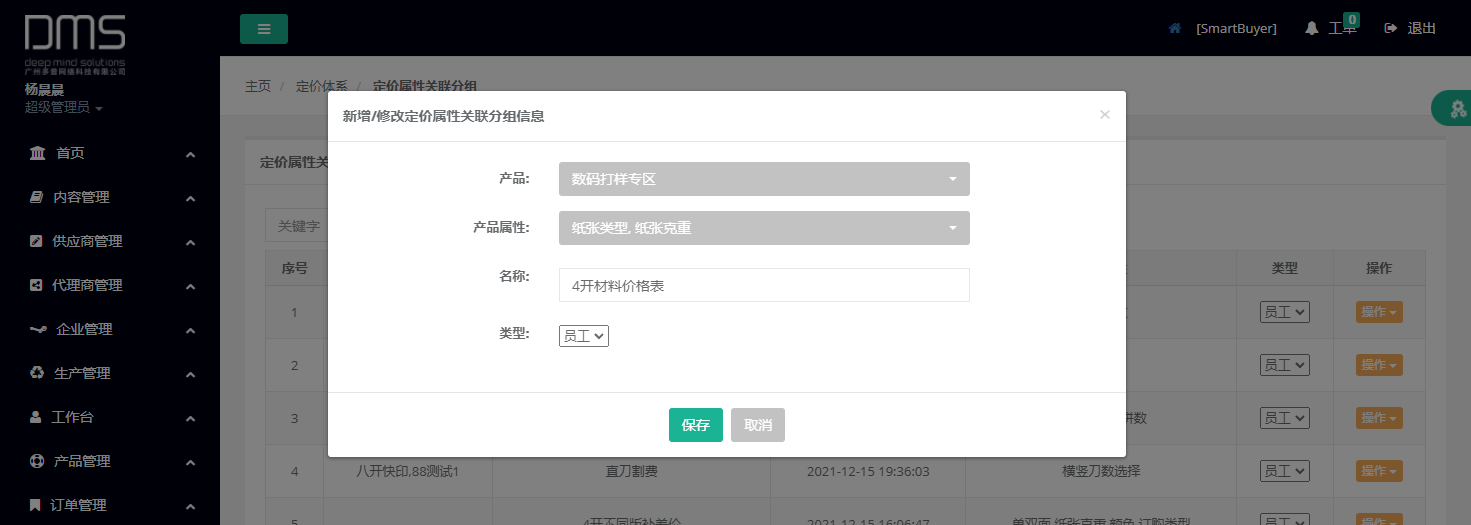 DMS
deep mind solutions
广州多普网络科技有限公司
杨晨晨
超级管理员
首页
内容管理
供应商管理
代理商管理
企业管理
生产管理
工作台
产品管理
订单管理
[SmartBuyer]
工单
0
退出
主页 / 定价体系 / 定价属性关联分组
定价属性关
关键字
新增/修改定价属性关联分组信息
×
产品:
数码打样专区
产品属性:
纸张类型, 纸张克重
名称:
4开材料价格表
类型:
员工
保存
取消
序号 类型 操作
1 员工 操作
2 员工 操作
3 拼数 员工 操作
4 八开快印,88测试1 直刀割费 2021-12-15 19:36:03 横竖刀数选择 员工 操作
5 4开不同版补差价 2021-12-15 16:06:47 单双面,纸张克重,颜色,订购类型 员工 操作